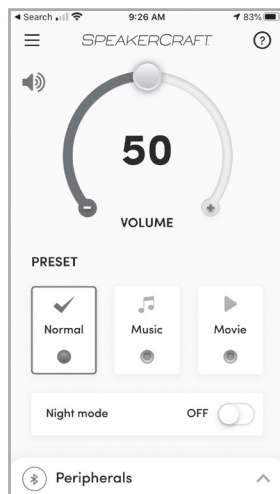 Search 9:26 AM 83%
SPEAKERCRAFT ?
50
- +
VOLUME
PRESET
Normal Music Movie
Night mode OFF
Peripherals